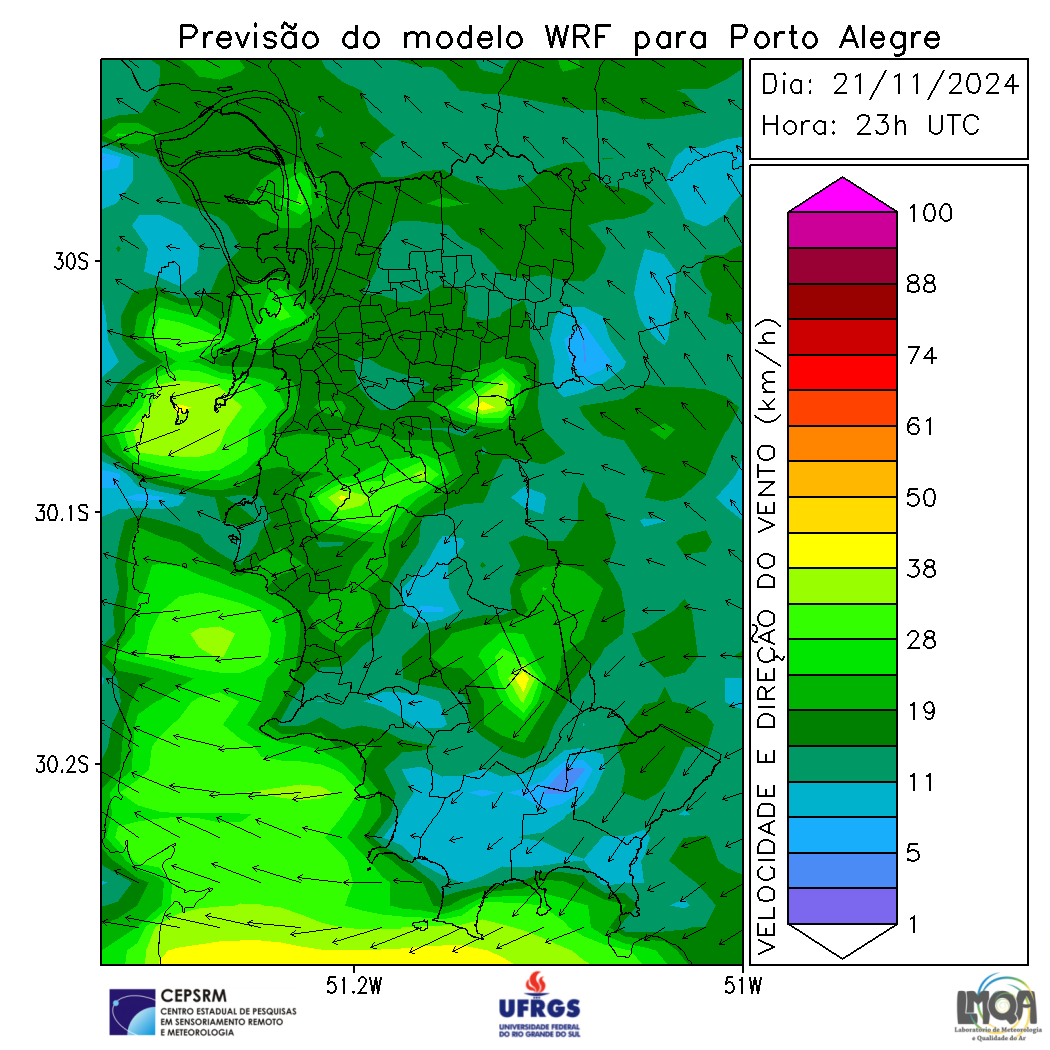 Previsão do modelo WRF para Porto Alegre
Dia: 21/11/2024
Hora: 23h UTC
30S
30.1S
30.2S
51.2W
51W
VELOCIDADE E DIREÇÃO DO VENTO (km/h)
100
88
74
61
50
38
28
19
11
5
1
CEPSRM
CENTRO ESTADUAL DE PESQUISAS
EM SENSORIAMENTO REMOTO
E METEOROLOGIA
UFRGS
UNIVERSIDADE FEDERAL
DO RIO GRANDE DO SUL
LMQA
Laboratório de Meteorologia
e Qualidade do Ar